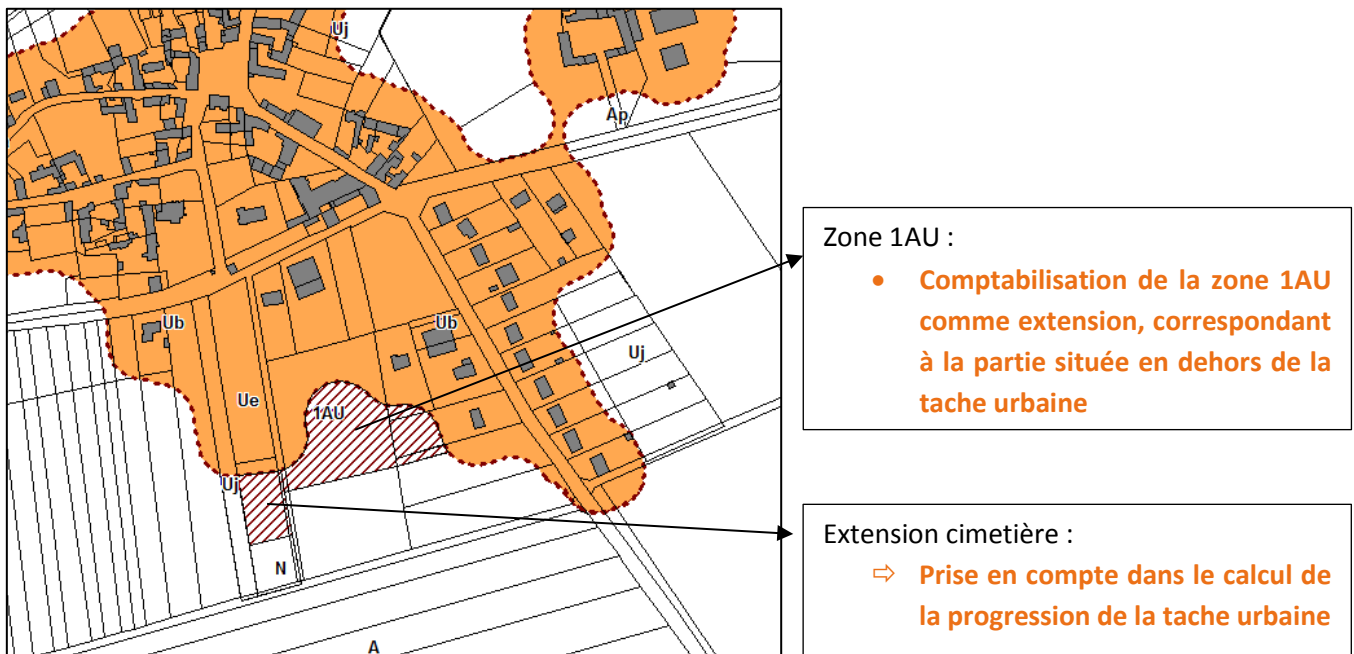 Uj
Ap
Ub
Ub
Uj
Ue
1AU
Uj
N
A
Zone 1AU :
• Comptabilisation de la zone 1AU
comme extension, correspondant
à la partie située en dehors de la
tache urbaine
Extension cimetière :
⇨ Prise en compte dans le calcul de
la progression de la tache urbaine